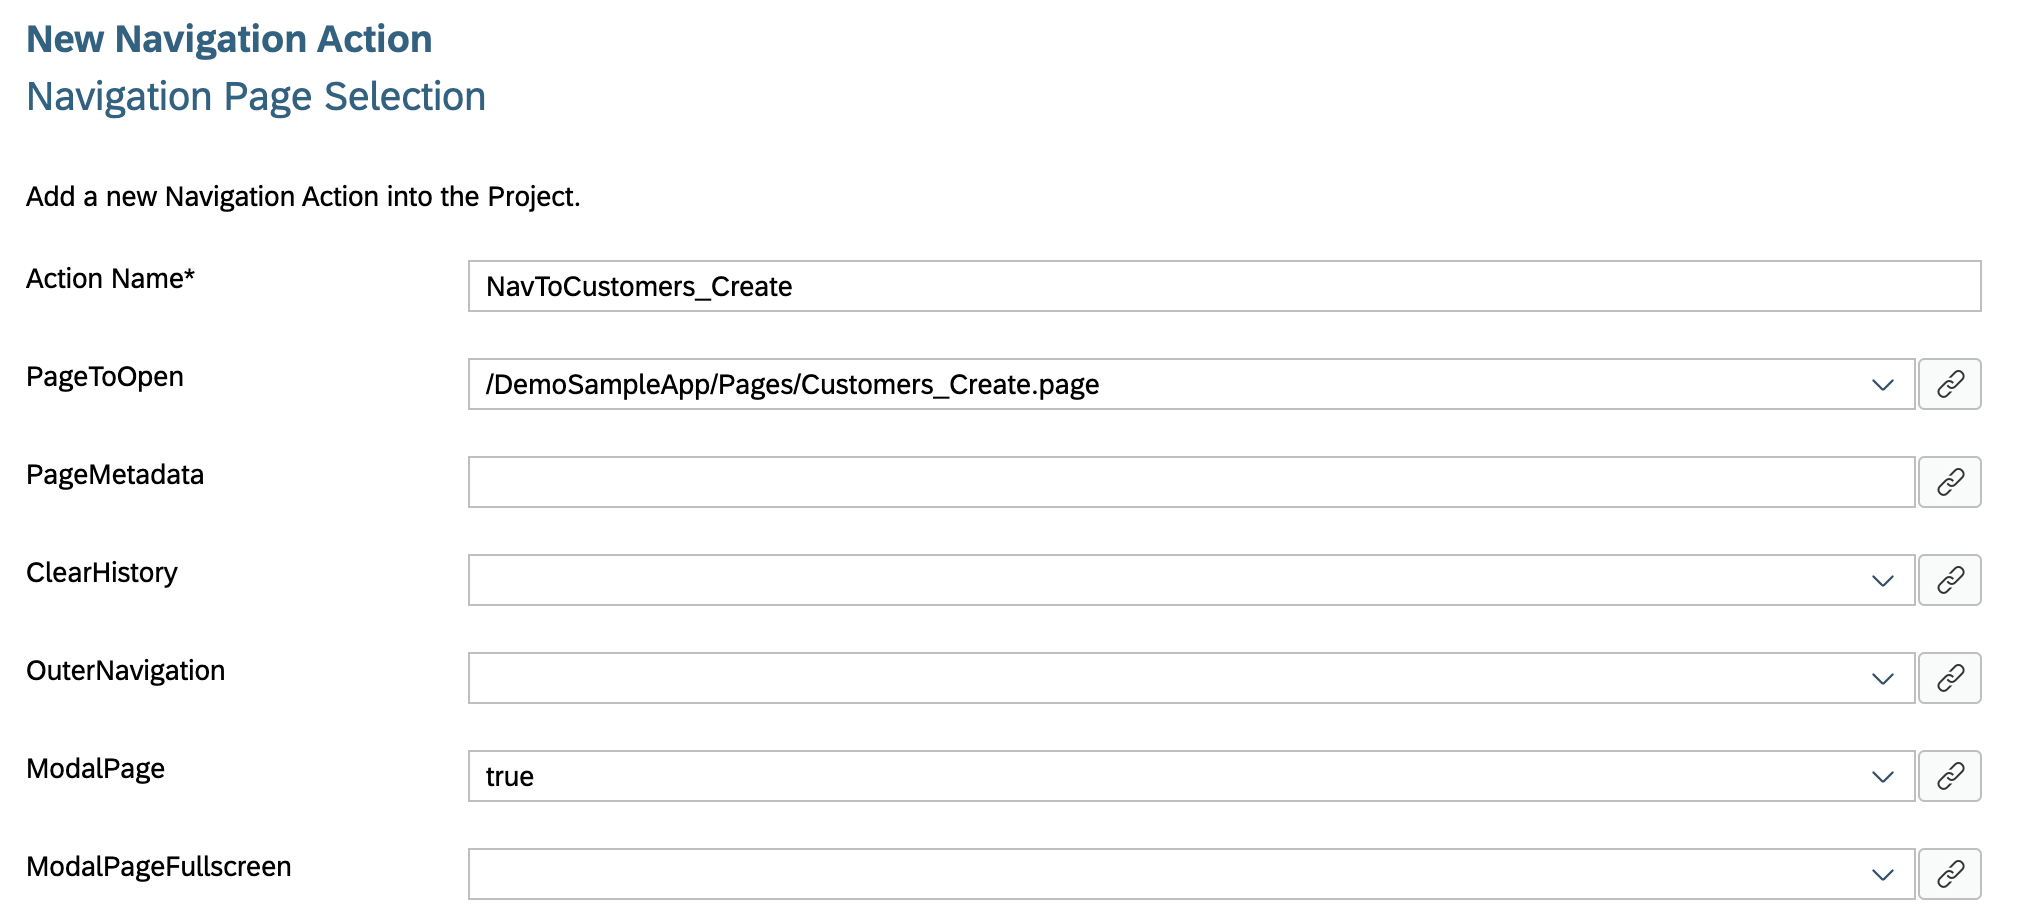 New Navigation Action
Navigation Page Selection
Add a new Navigation Action into the Project.
Action Name*
NavToCustomers_Create
PageToOpen
/DemoSampleApp/Pages/Customers_Create.page
PageMetadata
ClearHistory
OuterNavigation
ModalPage
true
ModalPageFullscreen